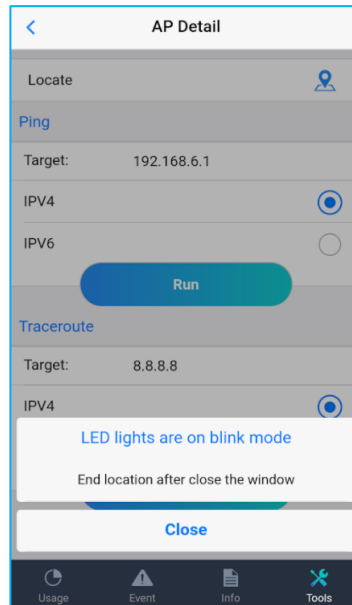 AP Detail
Locate
Ping
Target: 192.168.6.1
IPV4
IPV6
Run
Traceroute
Target: 8.8.8.8
IPV4
LED lights are on blink mode
End location after close the window
Close
Usage Event Info Tools